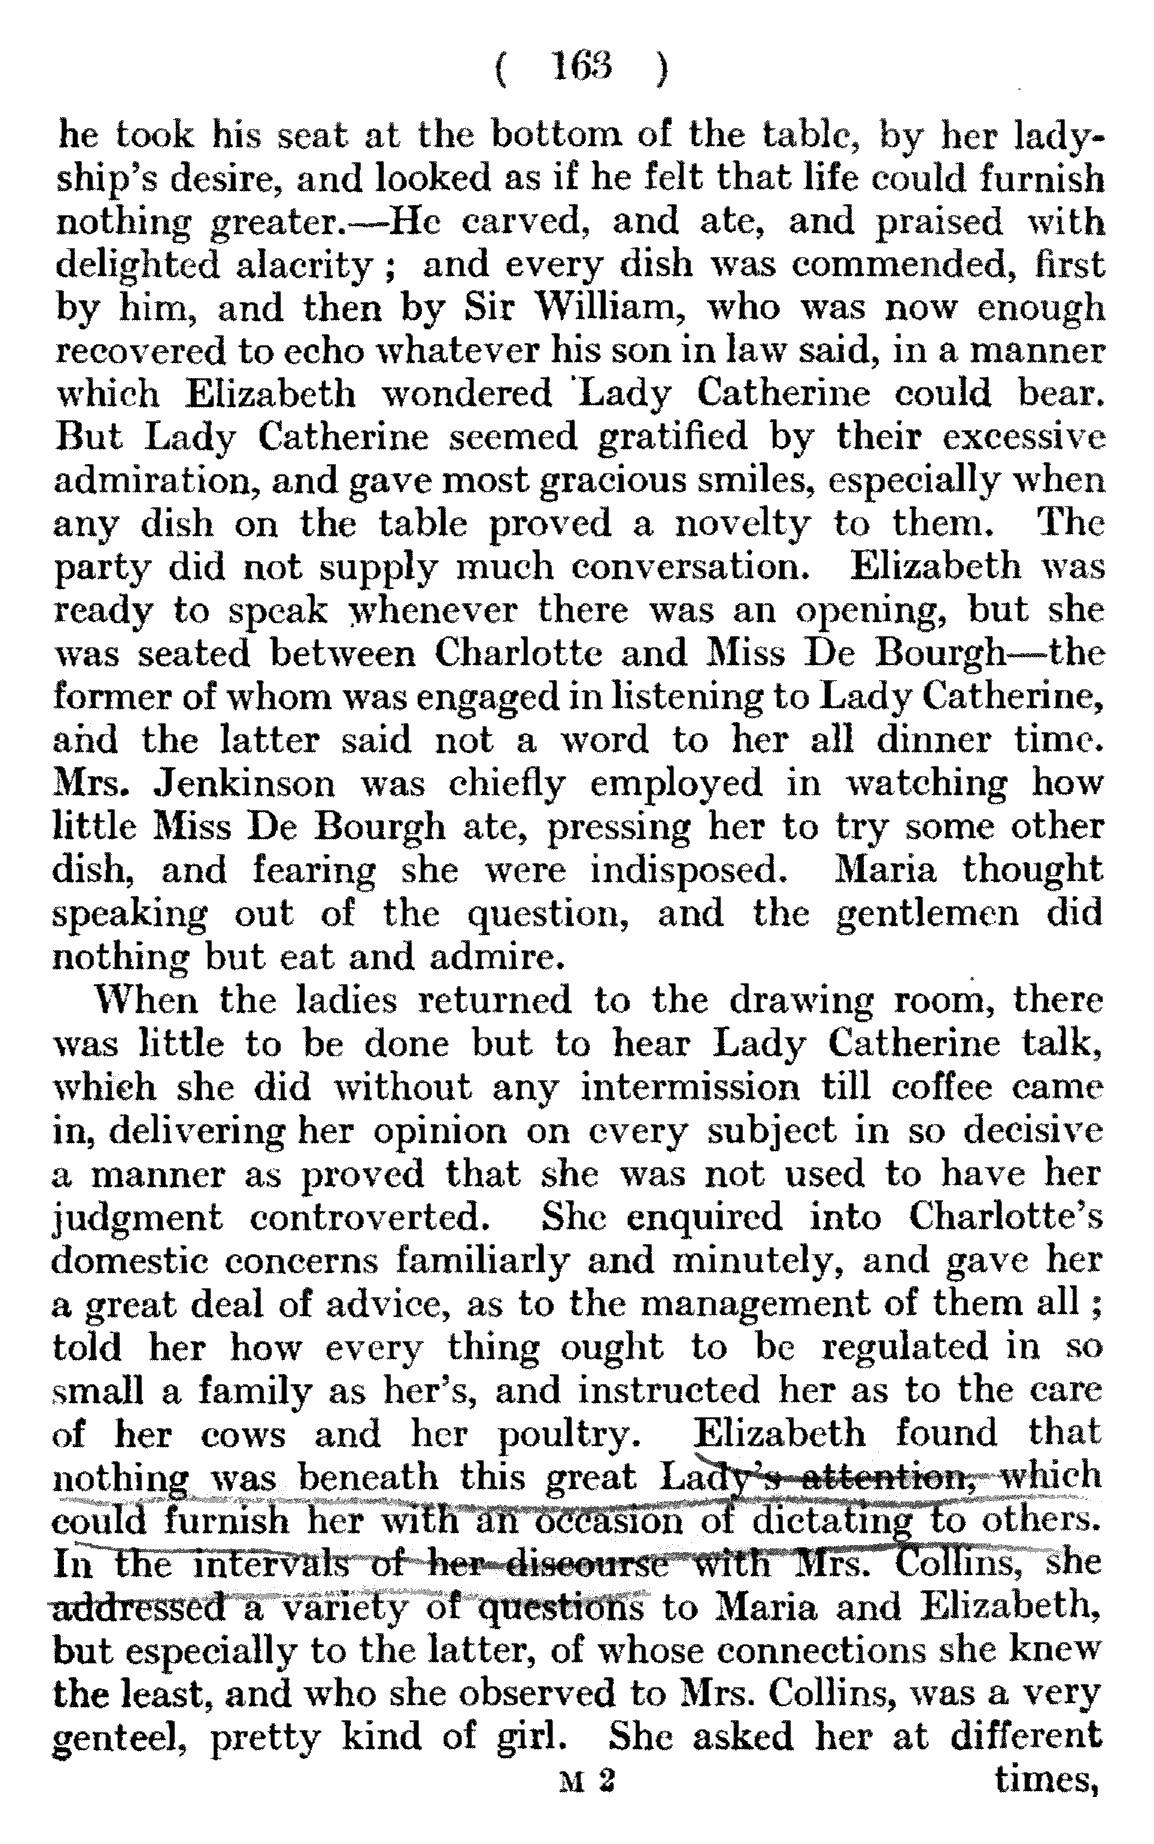 ( 163 )
he took his seat at the bottom of the table, by her lady-
ship's desire, and looked as if he felt that life could furnish
nothing greater.—He carved, and ate, and praised with
delighted alacrity ; and every dish was commended, first
by him, and then by Sir William, who was now enough
recovered to echo whatever his son in law said, in a manner
which Elizabeth wondered Lady Catherine could bear.
But Lady Catherine seemed gratified by their excessive
admiration, and gave most gracious smiles, especially when
any dish on the table proved a novelty to them. The
party did not supply much conversation. Elizabeth was
ready to speak whenever there was an opening, but she
was seated between Charlotte and Miss De Bourgh—the
former of whom was engaged in listening to Lady Catherine,
and the latter said not a word to her all dinner time.
Mrs. Jenkinson was chiefly employed in watching how
little Miss De Bourgh ate, pressing her to try some other
dish, and fearing she were indisposed. Maria thought
speaking out of the question, and the gentlemen did
nothing but eat and admire.
When the ladies returned to the drawing room, there
was little to be done but to hear Lady Catherine talk,
which she did without any intermission till coffee came
in, delivering her opinion on every subject in so decisive
a manner as proved that she was not used to have her
judgment controverted. She enquired into Charlotte's
domestic concerns familiarly and minutely, and gave her
a great deal of advice, as to the management of them all ;
told her how every thing ought to be regulated in so
small a family as her's, and instructed her as to the care
of her cows and her poultry. Elizabeth found that
nothing was beneath this great Lady's attention, which
could furnish her with an occasion of dictating to others.
In the intervals of her discourse with Mrs. Collins, she
addressed a variety of questions to Maria and Elizabeth,
but especially to the latter, of whose connections she knew
the least, and who she observed to Mrs. Collins, was a very
genteel, pretty kind of girl. She asked her at different
M 2 times,